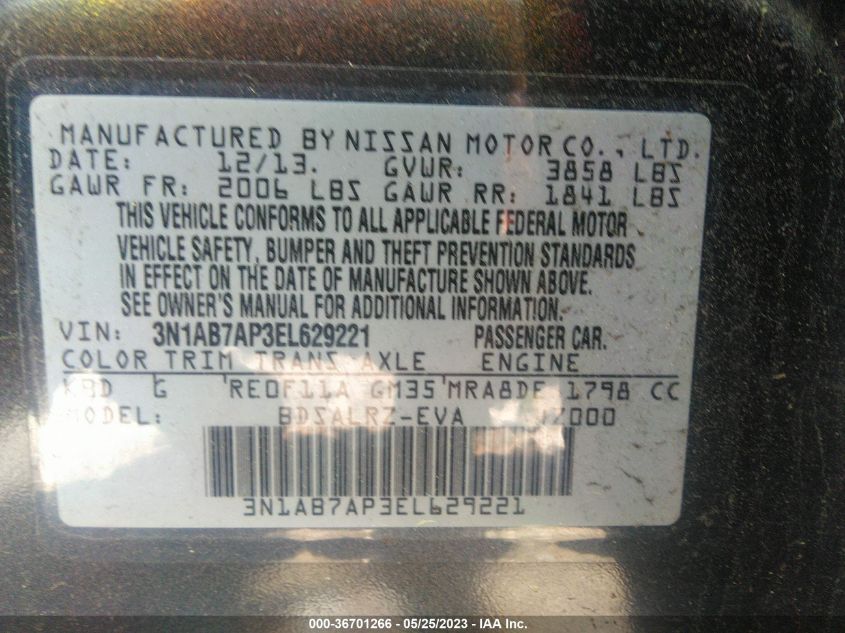 MANUFACTURED BY NISSAN MOTOR CO., LTD.
DATE: 12/13. GVWR: 3858 LBS
GAWR FR: 2006 LBS GAWR RR: 1841 LBS
THIS VEHICLE CONFORMS TO ALL APPLICABLE FEDERAL MOTOR
VEHICLE SAFETY, BUMPER AND THEFT PREVENTION STANDARDS
IN EFFECT ON THE DATE OF MANUFACTURE SHOWN ABOVE.
SEE OWNER'S MANUAL FOR ADDITIONAL INFORMATION.
VIN: 3N1AB7AP3EL629221 PASSENGER CAR.
COLOR TRIM TRANS AXLE ENGINE
G RE0F11A GM35 MRA8DE 1798 CC
MODEL: BDSALRZ-EVA
3N1AB7AP3EL629221
000-36701266 - 05/25/2023 - IAA Inc.